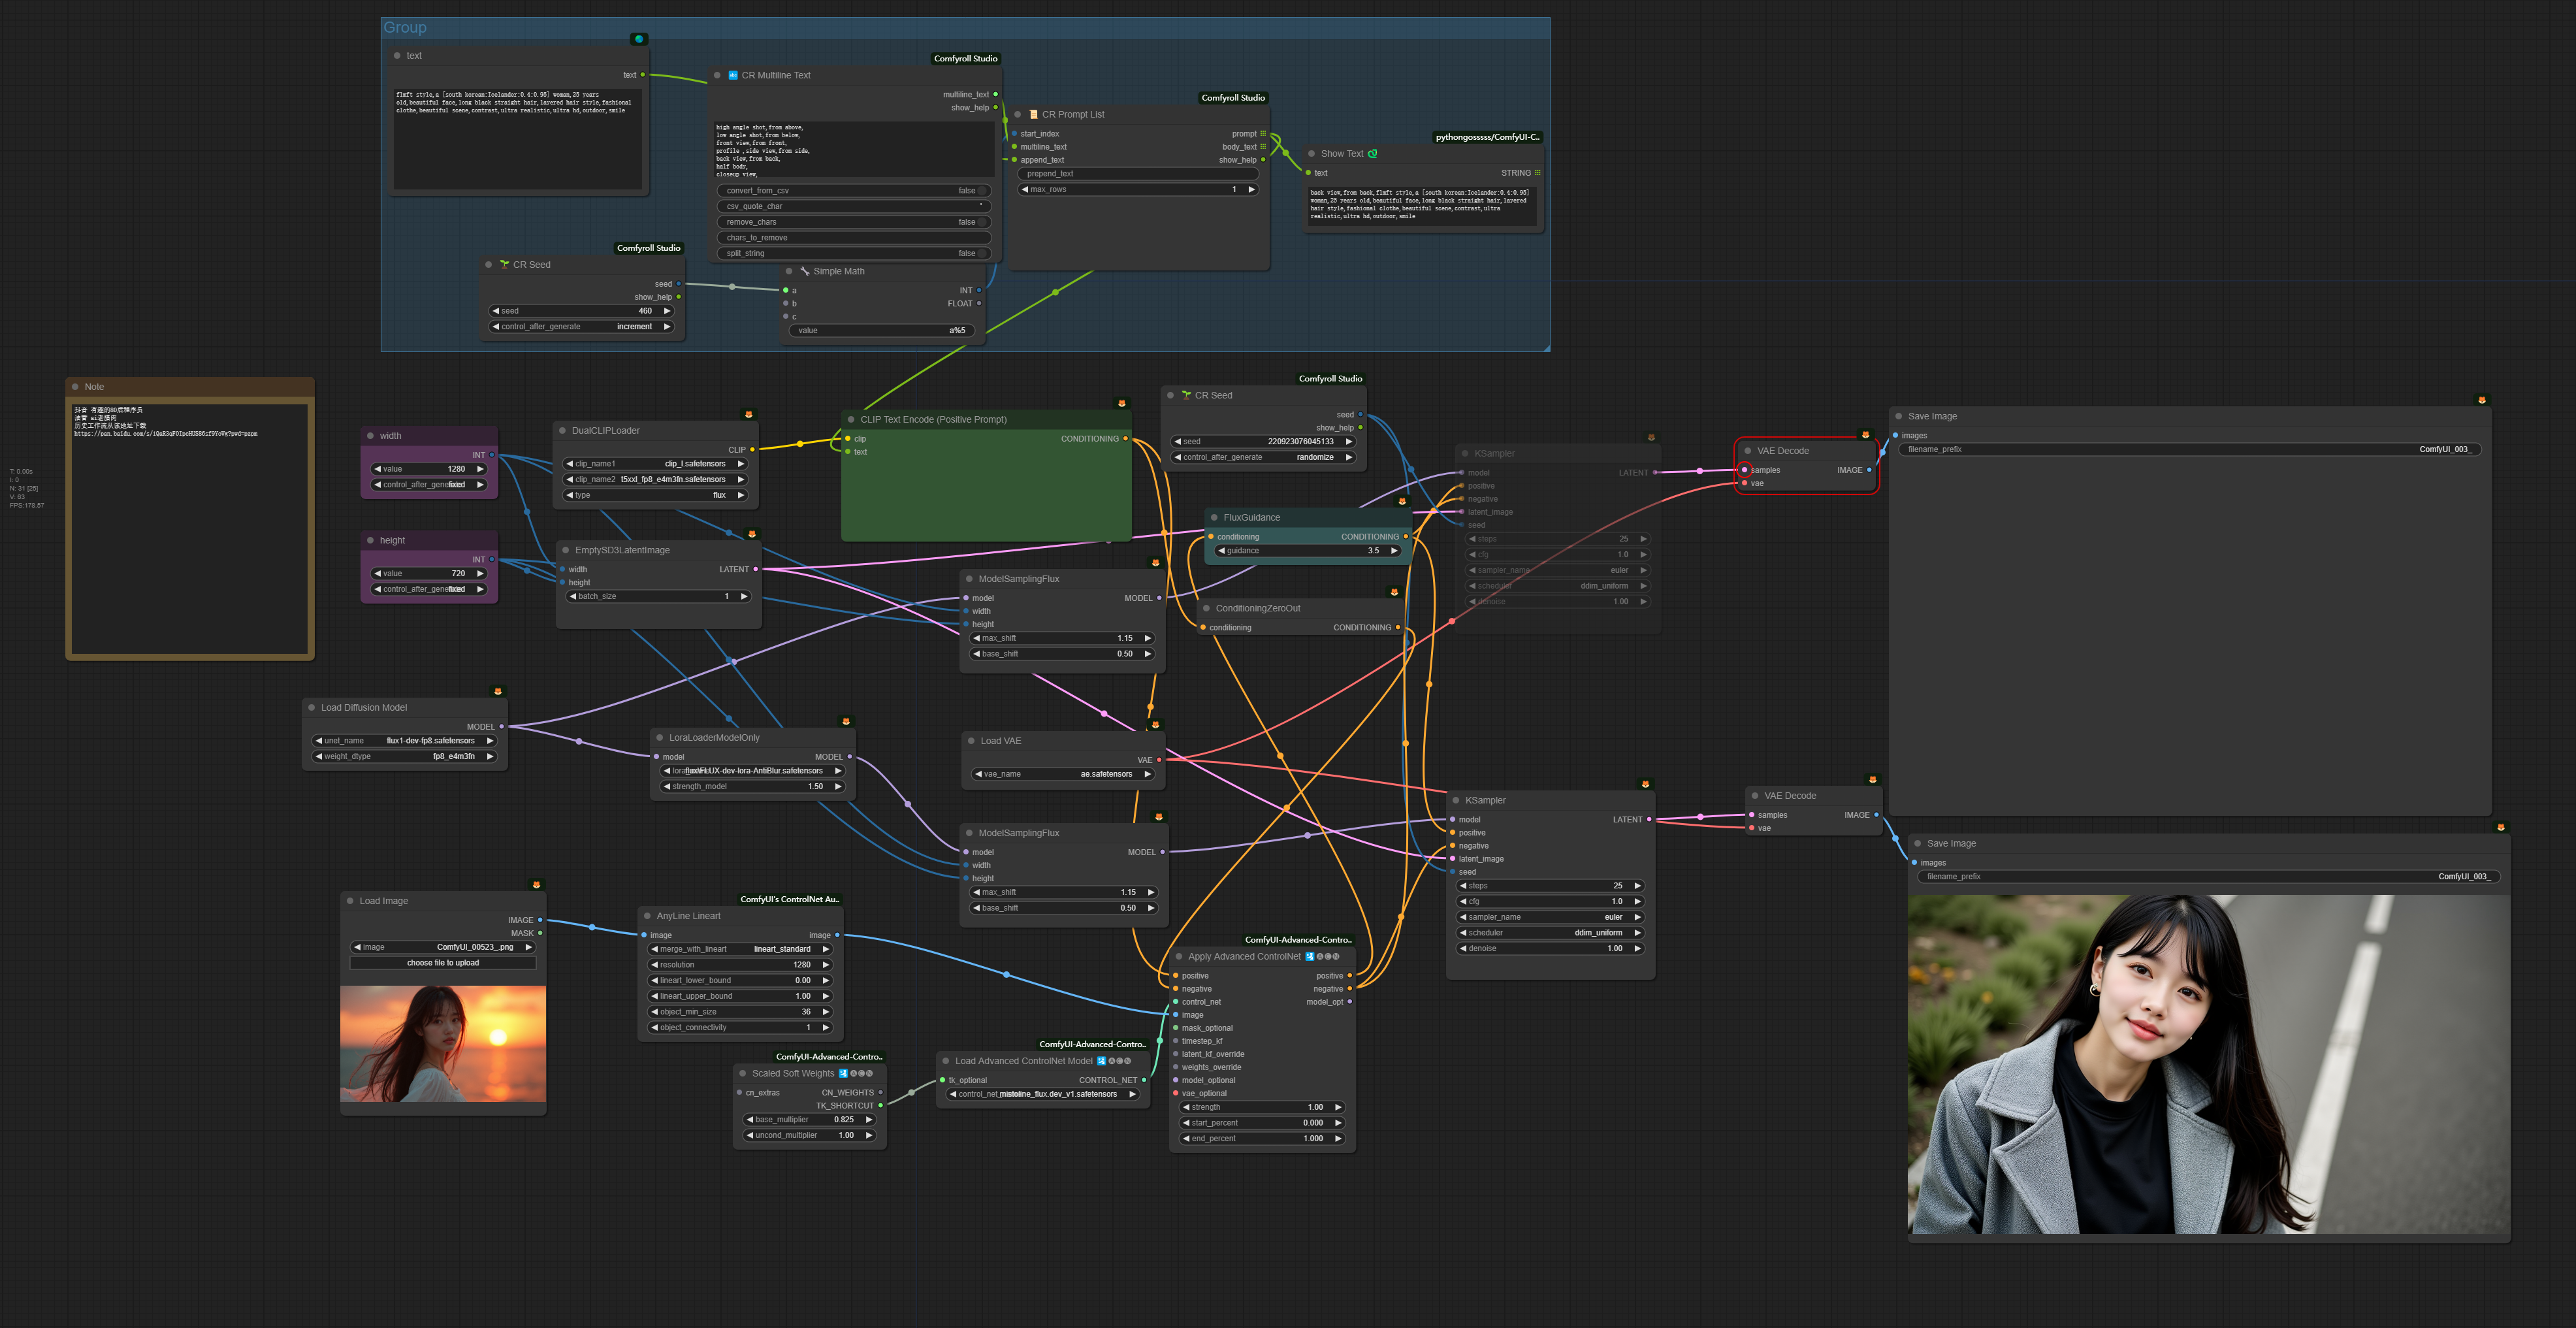 Group
text
text
flmft style,a [south korean:Icelander:0.4:0.95] woman,25 years
old,beautiful face,long black straight hair,layered hair style,fashional
clothe,beautiful scene,contrast,ultra realistic,ultra hd,outdoor,smile
Comfyroll Studio
CR Multiline Text
multiline_text
show_help
high angle shot,from above,
low angle shot,from below,
front view,from front,
profile ,side view,from side,
back view,from back,
half body,
closeup view,
convert_from_csv false
csv_quote_char '
remove_chars false
chars_to_remove
split_string false
Comfyroll Studio
CR Prompt List
start_index prompt
multiline_text body_text
append_text show_help
prepend_text
max_rows 1
pythongosssss/ComfyUI-C..
Show Text
text STRING
back view,from back,flmft style,a [south korean:Icelander:0.4:0.95]
woman,25 years old,beautiful face,long black straight hair,layered
hair style,fashional clothe,beautiful scene,contrast,ultra
realistic,ultra hd,outdoor,smile
Comfyroll Studio
CR Seed
seed
show_help
seed 460
control_after_generate increment
Simple Math
a INT
b FLOAT
c
value a%5
Note
抖音 有趣的80后程序员
油管 ai老腊肉
历史工作流从该地址下载
T: 0.00s
I: 0
N: 31 [25]
V: 63
FPS:178.57
width
INT
value 1280
control_after_generate fixed
height
INT
value 720
control_after_generate fixed
DualCLIPLoader
CLIP
clip_name1 clip_l.safetensors
clip_name2 t5xxl_fp8_e4m3fn.safetensors
type flux
EmptySD3LatentImage
width LATENT
height
batch_size 1
CLIP Text Encode (Positive Prompt)
clip CONDITIONING
text
Comfyroll Studio
CR Seed
seed
show_help
seed 220923076045133
control_after_generate randomize
FluxGuidance
conditioning CONDITIONING
guidance 3.5
ConditioningZeroOut
conditioning CONDITIONING
ModelSamplingFlux
model MODEL
width
height
max_shift 1.15
base_shift 0.50
KSampler
model LATENT
positive
negative
latent_image
seed
steps 25
cfg 1.0
sampler_name euler
scheduler ddim_uniform
denoise 1.00
VAE Decode
samples IMAGE
vae
Save Image
images
filename_prefix ComfyUI_003_
Load Diffusion Model
MODEL
unet_name flux1-dev-fp8.safetensors
weight_dtype fp8_e4m3fn
LoraLoaderModelOnly
model MODEL
FLUX-dev-lora-AntiBlur.safetensors
strength_model 1.50
Load VAE
VAE
vae_name ae.safetensors
ModelSamplingFlux
model MODEL
width
height
max_shift 1.15
base_shift 0.50
KSampler
model LATENT
positive
negative
latent_image
seed
steps 25
cfg 1.0
sampler_name euler
scheduler ddim_uniform
denoise 1.00
VAE Decode
samples IMAGE
vae
Save Image
images
filename_prefix ComfyUI_003_
Load Image
IMAGE
MASK
image ComfyUI_00523_.png
choose file to upload
ComfyUI's ControlNet Au..
AnyLine Lineart
image image
merge_with_lineart lineart_standard
resolution 1280
lineart_lower_bound 0.00
lineart_upper_bound 1.00
object_min_size 36
object_connectivity 1
ComfyUI-Advanced-Contro..
Scaled Soft Weights 🅐🅒🅝
cn_extras CN_WEIGHTS
TK_SHORTCUT
base_multiplier 0.825
uncond_multiplier 1.00
ComfyUI-Advanced-Contro..
Load Advanced ControlNet Model 🅐🅒🅝
tk_optional CONTROL_NET
control_net mistoline_flux.dev_v1.safetensors
ComfyUI-Advanced-Contro..
Apply Advanced ControlNet 🅐🅒🅝
positive positive
negative negative
control_net model_opt
image
mask_optional
timestep_kf
latent_kf_override
weights_override
model_optional
vae_optional
strength 1.00
start_percent 0.000
end_percent 1.000